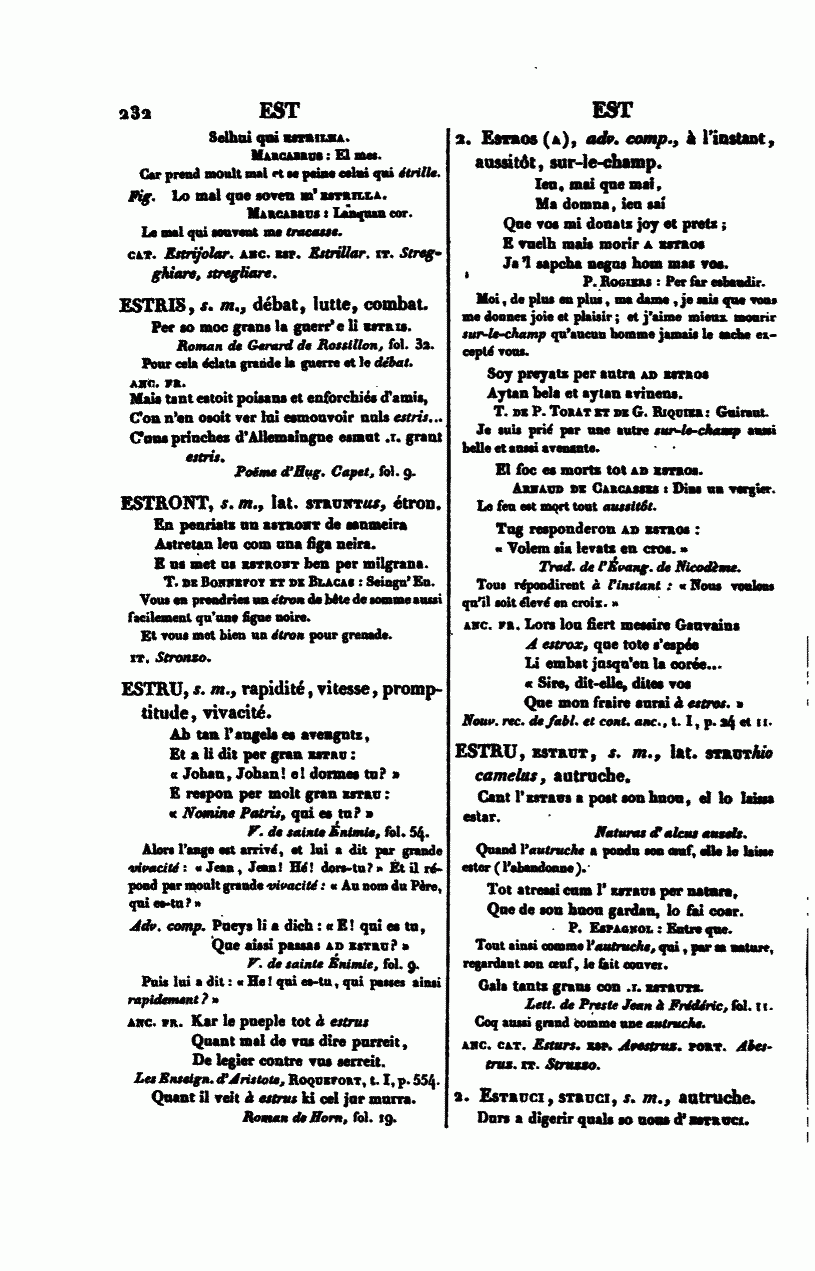 232 EST
Selhui qui ESTRILHA.
MARCABRUS : El mes.
Car prend moult mal et se peine celui qui étrille.
Fig. Lo mal que soven m' ESTRILLA.
MARCABRUS : Lanquan cor.
Le mal qui souvent me tracasse.
CAT. Estrijolar. ANC. ESP. Estrillar. IT. Streg-
ghiare, stregliare.
ESTRIS, s. m., débat, lutte, combat.
Per so moc grans la guerr' e li ESTRIS.
Roman de Gerard de Rossillon, fol. 32.
Pour cela éclata grande la guerre et le débat.
ANC. FR.
Mais tant estoit poisans et enforchiés d'amis,
C'on n'en osoit ver lui esmouvoir nuls estris...
C'uns princhez d'Allemaingne esmut .I. grant
estris.
Poëme d'Hug. Capet, fol. 9.
ESTRONT, s. m., lat. STRUNTus, étron.
En penriatz un ESTRONT de saumeira
Astretan leu com una figa neira.
E us met us ESTRONT ben per milgrana.
T. DE BONNEFOY ET DE BLACAS : Seingn' En.
Vous en prendriez un étron de bête de somme aussi
facilement qu'une figue noire.
Et vous met bien un étron pour grenade.
IT. Stronzo.
ESTRU, s. m., rapidité, vitesse, promp-
titude, vivacité.
Ab tan l'angels es avengutz,
Et a li dit per gran ESTRU :
« Johan, Johan! e! dormes tu? »
E respon per molt gran ESTRU :
« Nomine Patris, qui es tu? »
V. de sainte Énimie, fol. 54.
Alors l'ange est arrivé, et lui a dit par grande
vivacité : « Jean, Jean! Hé! dors-tu? » Et il ré-
pond par moult grande vivacité : « Au nom du Père,
qui es-tu? »
Adv. comp. Pueys li a dich : « E! qui es tu,
Que aissi passas AD ESTRU? »
V. de sainte Énimie, fol. 9.
Puis lui a dit : « He! qui es-tu, qui passes ainsi
rapidement? »
ANC. FR. Kar le pueple tot à estrus
Quant mal de vus dire purreit,
De legier contre vus serreit.
Les Enseign. d'Aristote, ROQUEFORT, t. I, p. 554.
Quant il veit à estrus ki cel jur murra.
Roman de Horn, fol. 19.
EST
2. ESTROS (A), adv. comp., à l'instant,
aussitôt, sur-le-champ.
Ieu, mai que mai,
Ma domna, ieu sai
Que vos mi donatz joy et pretz ;
E vuelh mais morir A ESTROS
Ja 'l sapcha negus hom mas vos.
P. ROGIERS : Per far esbaudir.
Moi, de plus en plus, ma dame, je sais que vous
me donnez joie et plaisir ; et j'aime mieux mourir
sur-le-champ qu'aucun homme jamais le sache ex-
cepté vous.
Soy preyatz per autra AD ESTROS
Aytan bela et aytan avinens.
T. DE P. TORAT ET DE G. RIQUIER : Guiraut.
Je suis prié par une autre sur-le-champ aussi
belle et aussi avenante.
El foc es mortz tot AD ESTROS.
ARNAUD DE CARCASSES : Dins un vergier.
Le feu est mort tout aussitôt.
Tug responderon AD ESTROS :
« Volem sia levatz en cros. »
Trad. de l'Évang. de Nicodème.
Tous répondirent à l'instant : « Nous voulons
qu'il soit élevé en croix. »
ANC. FR. Lors lou fiert messire Gauvains
A estrox, que tote s'espée
Li embat jusqu'en la corée...
« Sire, dit-elle, dites vos
Que mon fraire aurai à estros. »
Nouv. rec. de fabl. et cont. anc., t. I, p. 24 et 11.
ESTRU, ESTRUT, s. m., lat. STRUThio
camelus, autruche.
Cant l'ESTRUS a post son huou, el lo laissa
estar.
Naturas d'alcus auzels.
Quand l'autruche a pondu son œuf, elle le laisse
ester (l'abandonne).
Tot atressi cum l' ESTRUS per natura,
Que de son huou gardan, lo fai coar.
P. ESPAGNOL : Entre que.
Tout ainsi comme l'autruche, qui, par sa nature,
regardant son œuf, le fait couver.
Gals tantz grans con .I. ESTRUTZ.
Lett. de Preste Jean à Frédéric, fol. 11.
Coq aussi grand comme une autruche.
ANC. CAT. Esturs. ESP. Avestruz. PORT. Abes-
truz. IT. Struzzo.
2. ESTRUCI, STRUCI, s. m., autruche.
Durs a digerir quals so uous d' ESTRUCI.